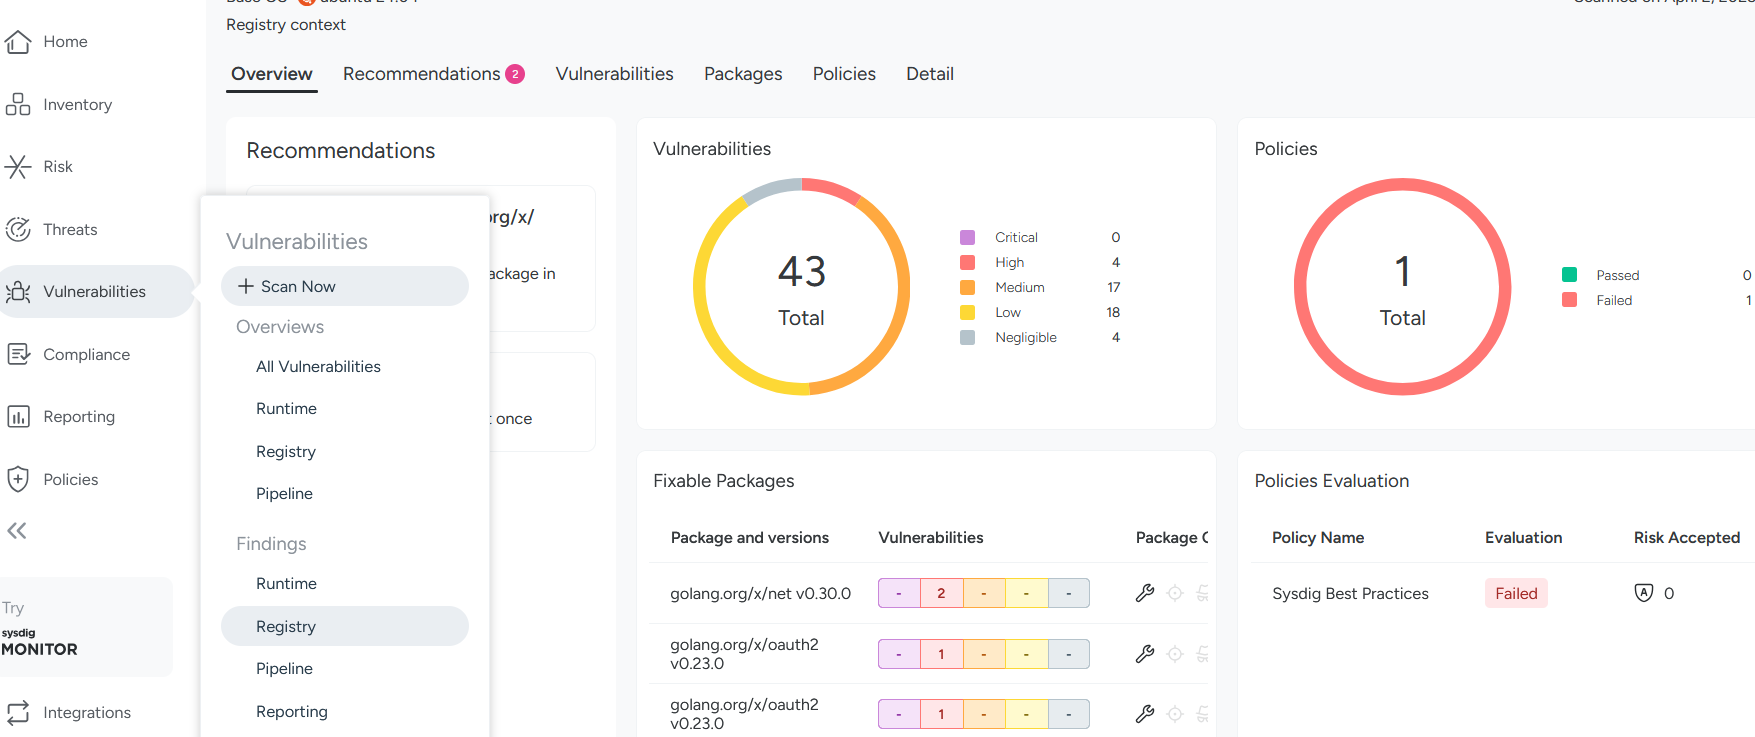 Home
Inventory
Risk
Threats
Vulnerabilities
Compliance
Reporting
Policies
Try
sysdig
MONITOR
Integrations
Vulnerabilities
Scan Now
Overviews
All Vulnerabilities
Runtime
Registry
Pipeline
Findings
Runtime
Registry
Pipeline
Reporting
Registry context
Overview Recommendations 2 Vulnerabilities Packages Policies Detail
Recommendations
org/x/
ackage in
t once
Vulnerabilities
43
Total
Critical 0
High 4
Medium 17
Low 18
Negligible 4
Policies
1
Total
Passed 0
Failed 1
Fixable Packages
Package and versions Vulnerabilities Package
golang.org/x/net v0.30.0 - 2 - - -
golang.org/x/oauth2
v0.23.0 - 1 - - -
golang.org/x/oauth2
v0.23.0 - 1 - - -
Policies Evaluation
Policy Name Evaluation Risk Accepted
Sysdig Best Practices Failed A 0